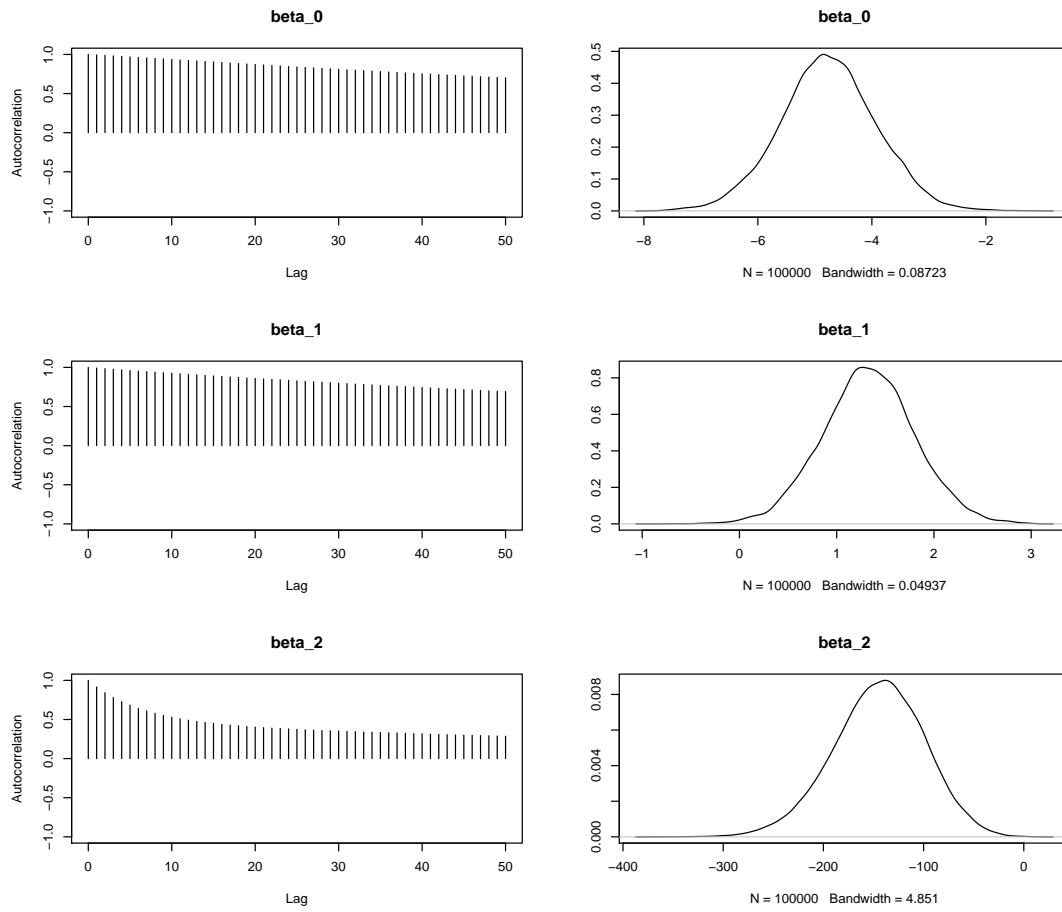 beta_0
Autocorrelation
1.0
0.5
0.0
−0.5
−1.0
0 10 20 30 40 50
Lag
beta_0
0.5
0.4
0.3
0.2
0.1
0.0
−8 −6 −4 −2
N = 100000 Bandwidth = 0.08723
beta_1
Autocorrelation
1.0
0.5
0.0
−0.5
−1.0
0 10 20 30 40 50
Lag
beta_1
0.8
0.6
0.4
0.2
0.0
−1 0 1 2 3
N = 100000 Bandwidth = 0.04937
beta_2
Autocorrelation
1.0
0.5
0.0
−0.5
−1.0
0 10 20 30 40 50
Lag
beta_2
0.008
0.004
0.000
−400 −300 −200 −100 0
N = 100000 Bandwidth = 4.851